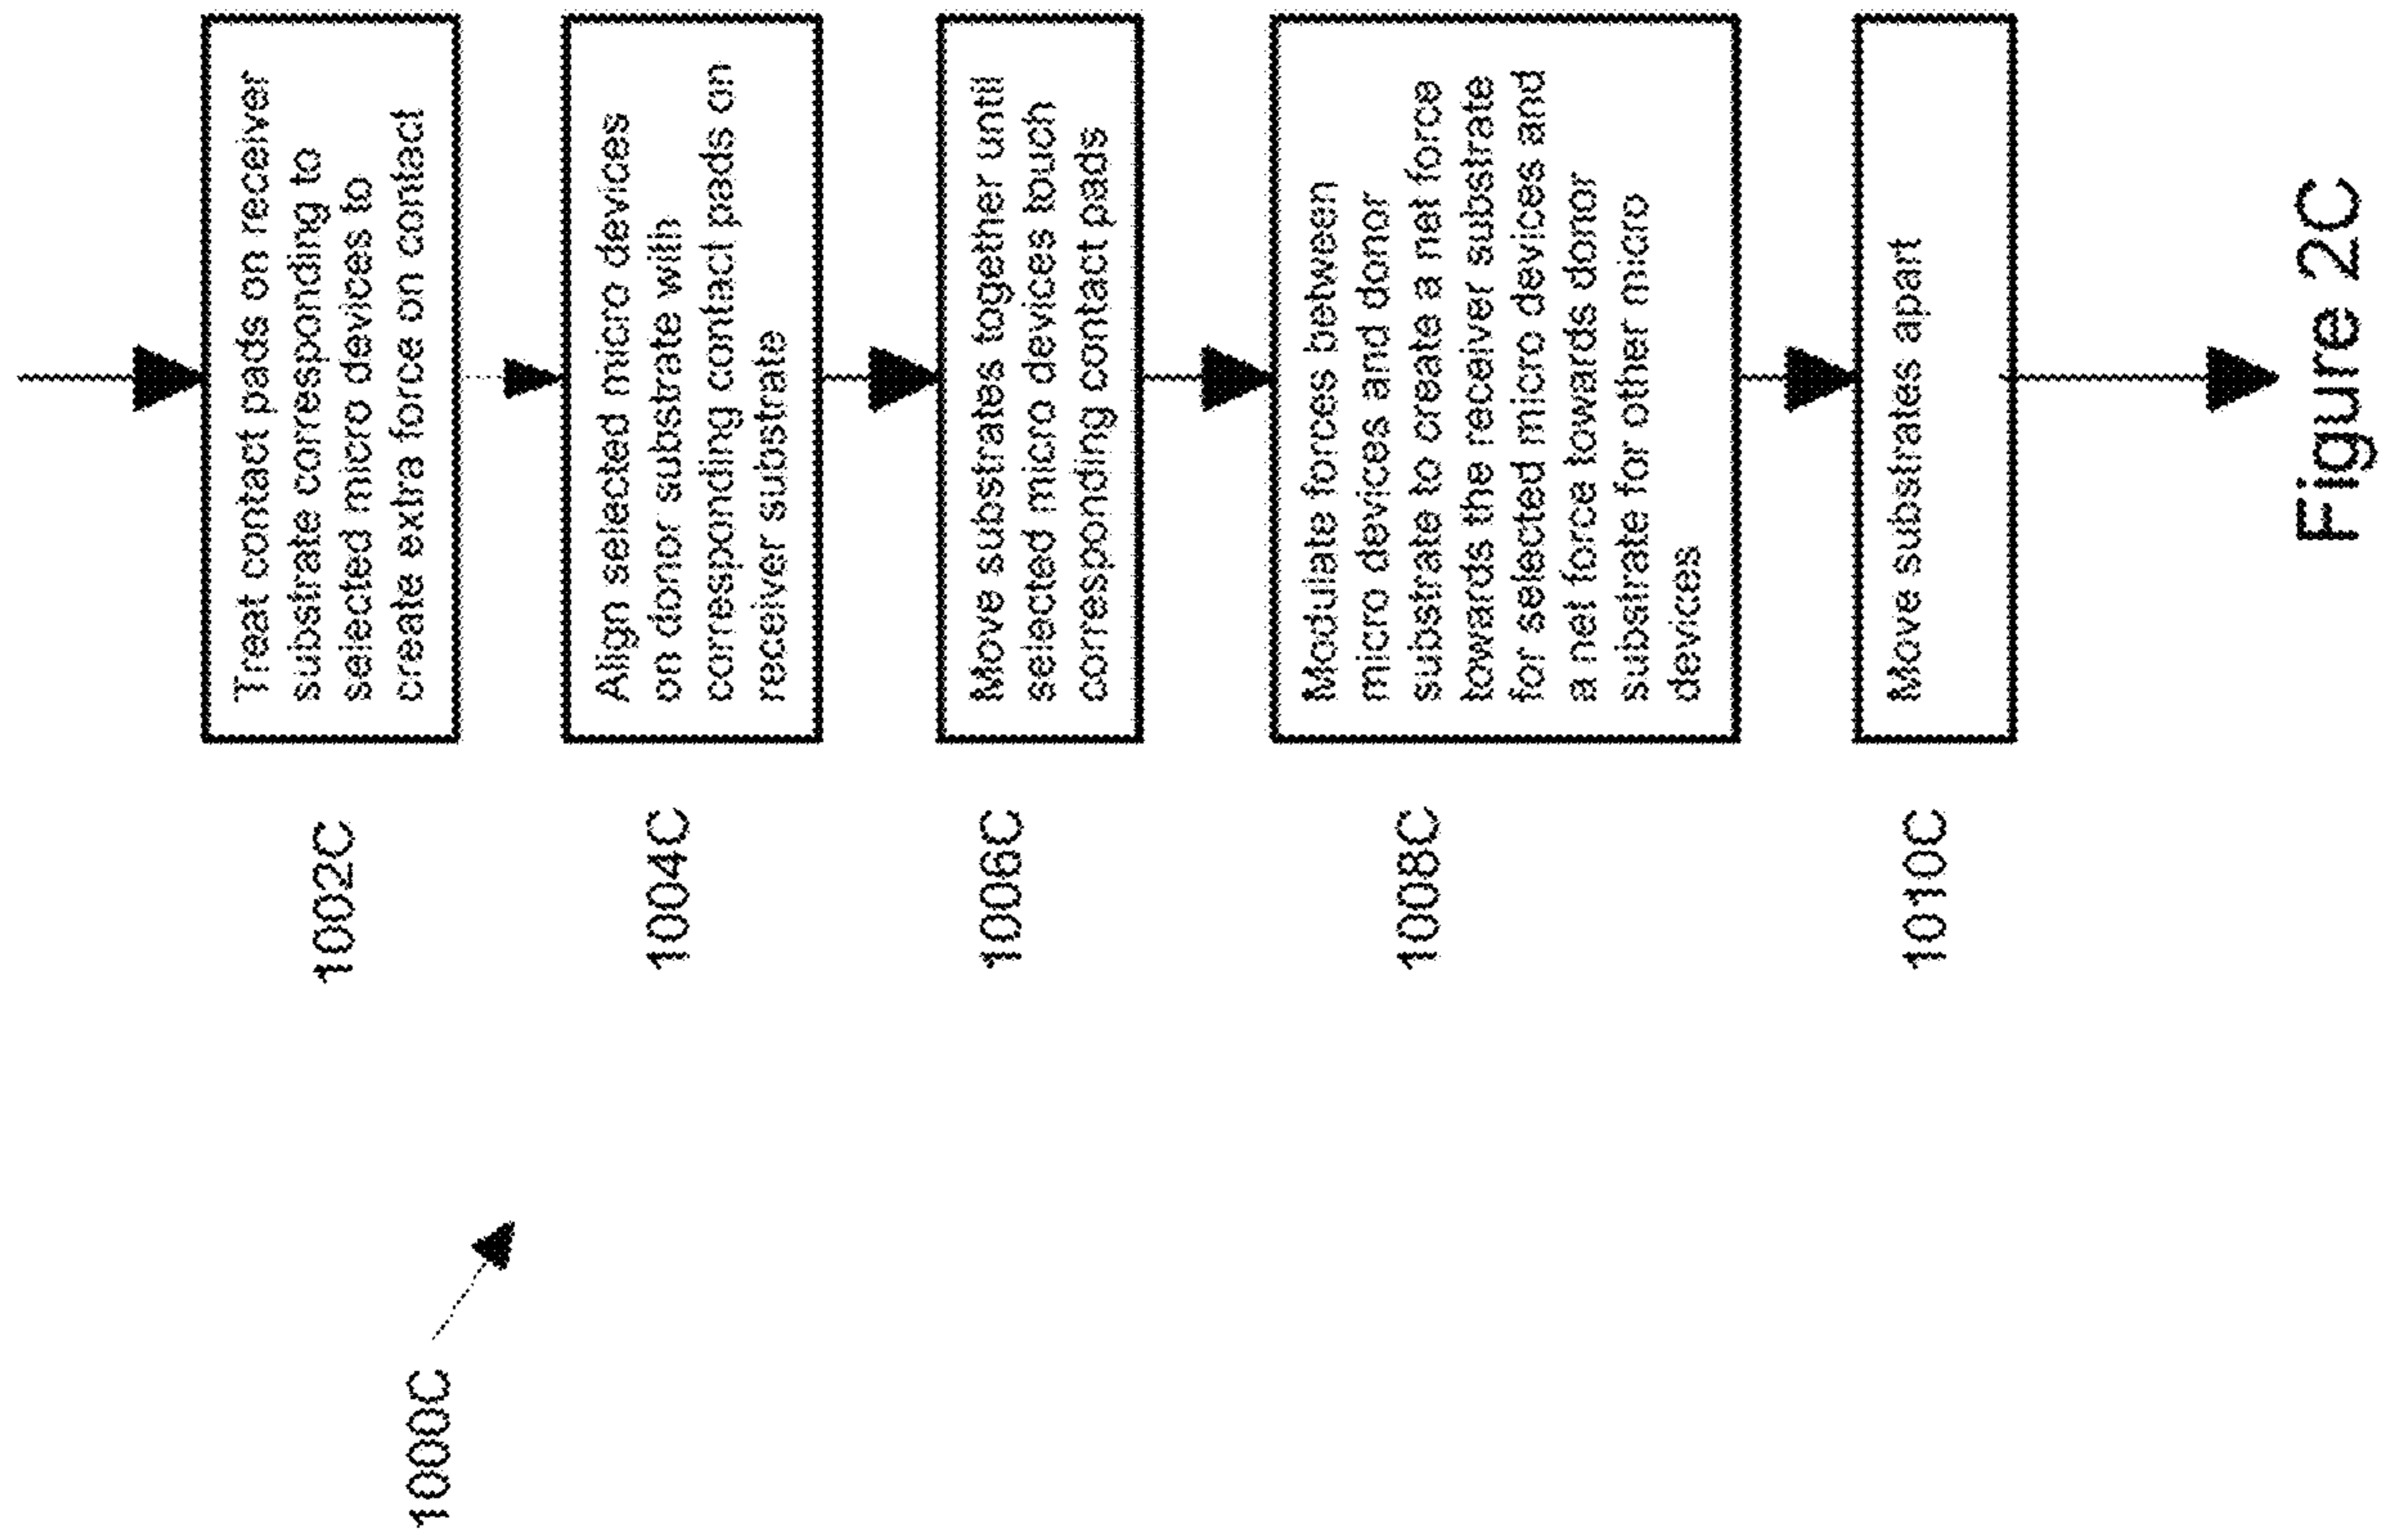 1000C
1002C
Treat contact pads on receiver
substrate corresponding to
selected micro devices to
create extra force on contact
1004C
Align selected micro devices
on donor substrate with
corresponding contact pads on
receiver substrate
1006C
Move substrates together until
selected micro devices touch
corresponding contact pads
1008C
Modulate forces between
micro devices and donor
substrate to create a net force
towards the receiver substrate
for selected micro devices and
a net force towards donor
substrate for other micro
devices
1010C
Move substrates apart
Figure 2C